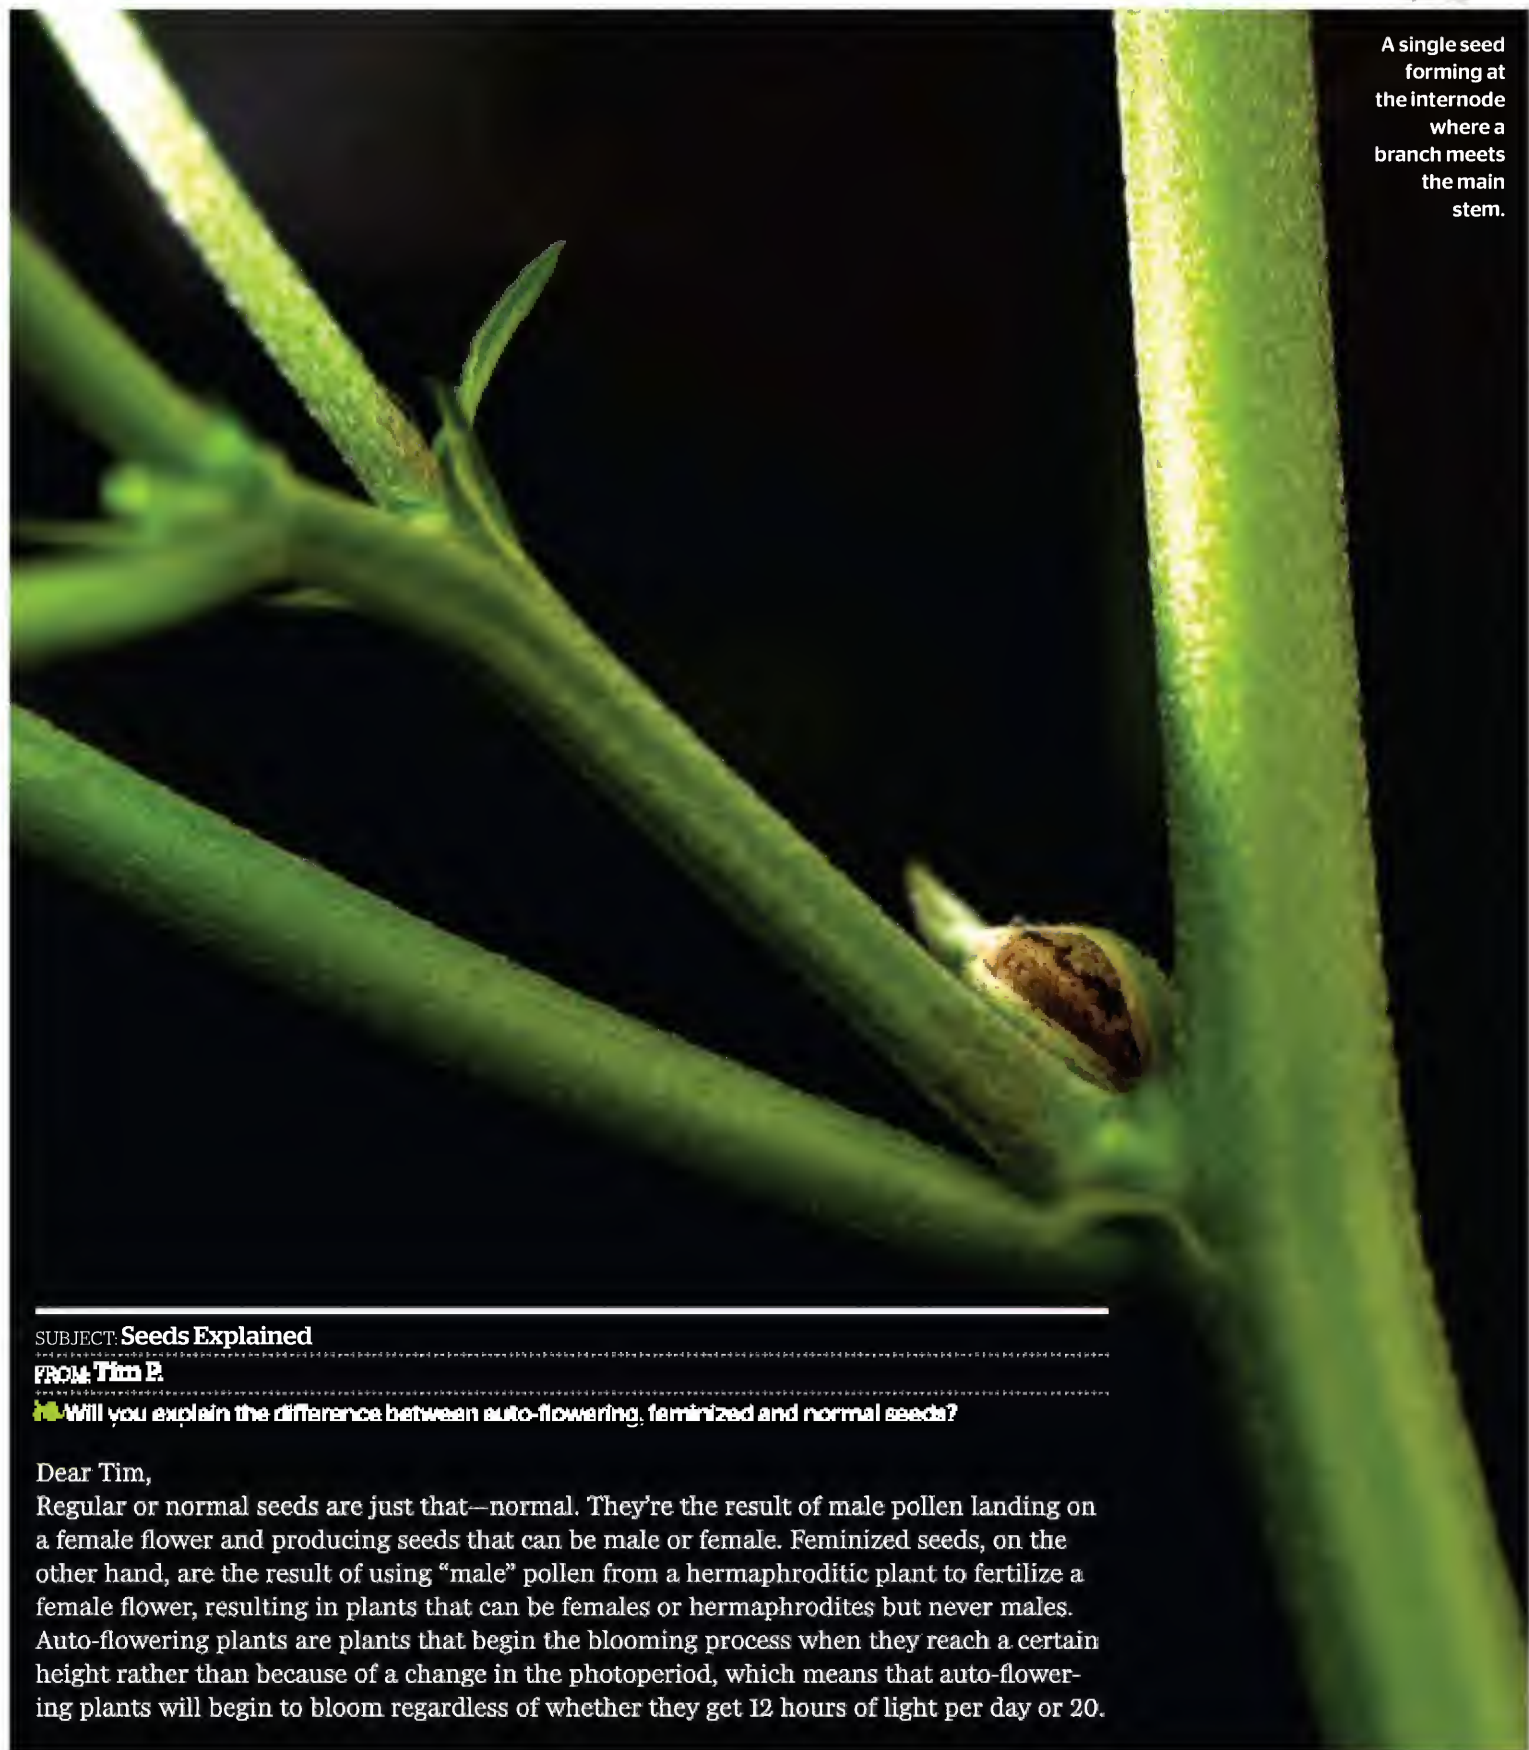 A single seed
forming at
the internode
where a
branch meets
the main
stem.
SUBJECT: Seeds Explained
FROM: Tim P.
Will you explain the difference between auto-flowering, feminized and normal seeds?
Dear Tim,
Regular or normal seeds are just that—normal. They’re the result of male pollen landing on
a female flower and producing seeds that can be male or female. Feminized seeds, on the
other hand, are the result of using “male” pollen from a hermaphroditic plant to fertilize a
female flower, resulting in plants that can be females or hermaphrodites but never males.
Auto-flowering plants are plants that begin the blooming process when they reach a certain
height rather than because of a change in the photoperiod, which means that auto-flower-
ing plants will begin to bloom regardless of whether they get 12 hours of light per day or 20.